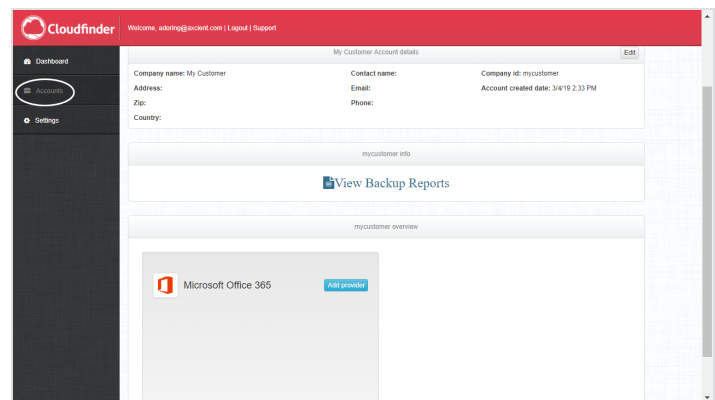 Cloudfinder
Welcome, adoring@axcient.com | Logout | Support
Dashboard
Accounts
Settings
My Customer Account details
Edit
Company name: My Customer
Contact name:
Company id: mycustomer
Address:
Email:
Account created date: 3/4/19 2:33 PM
Zip:
Phone:
Country:
mycustomer info
View Backup Reports
mycustomer overview
Microsoft Office 365
Add provider